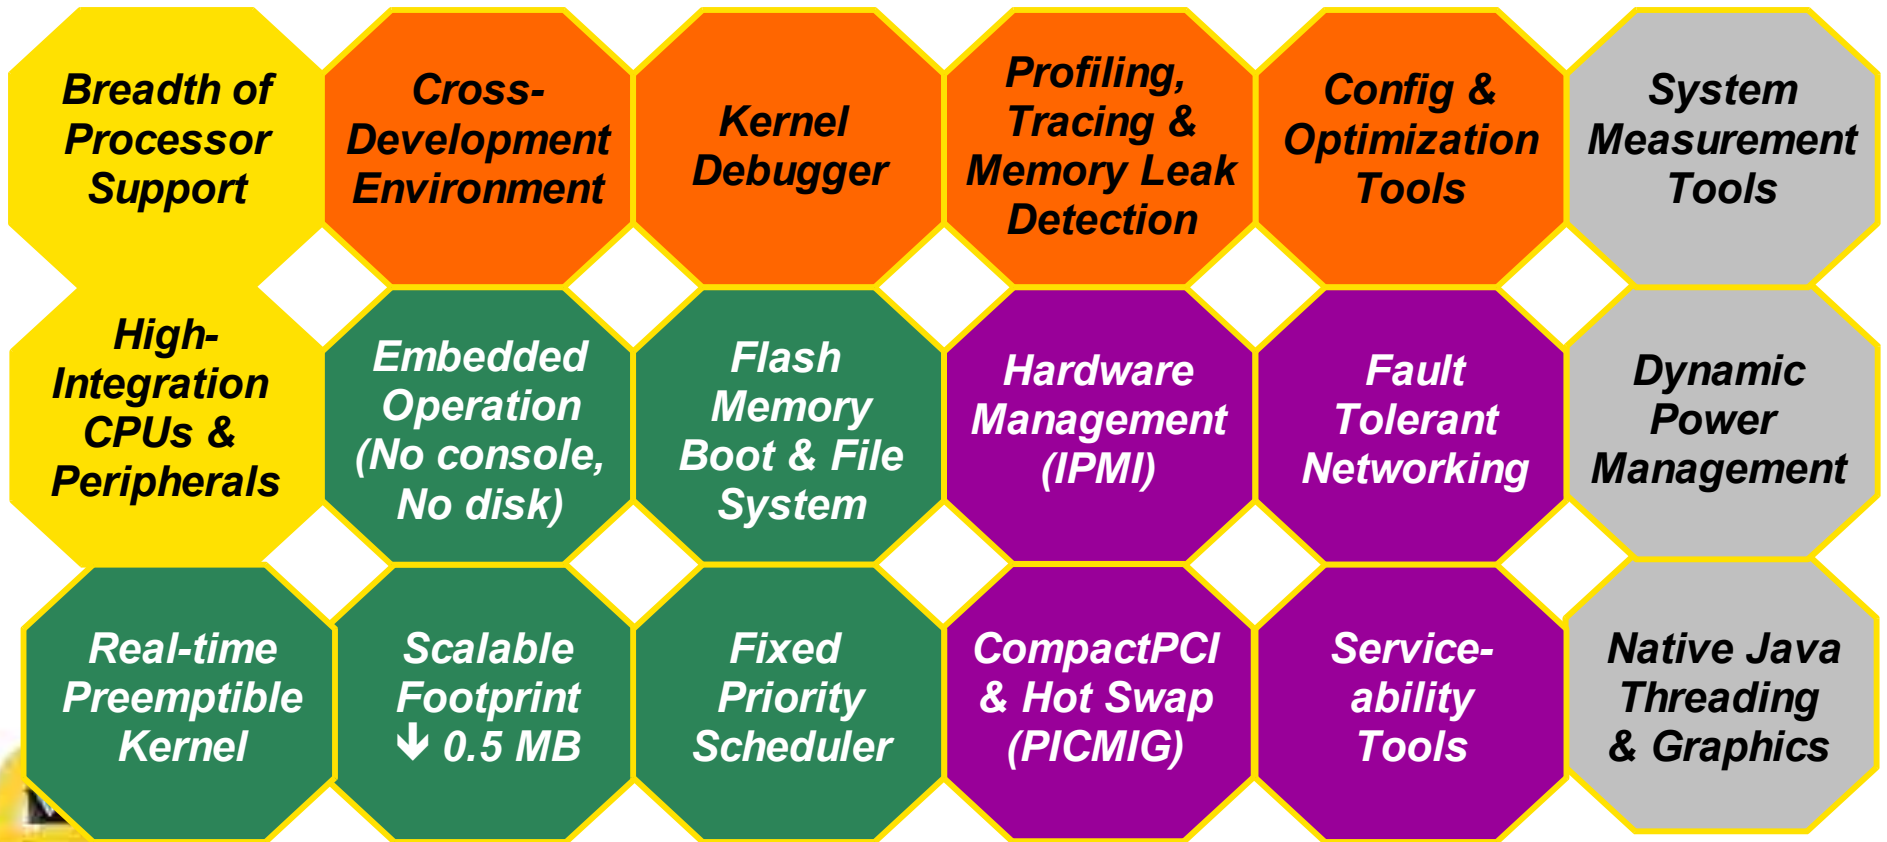 Breadth of
Processor
Support
Cross-
Development
Environment
Kernel
Debugger
Profiling,
Tracing &
Memory Leak
Detection
Config &
Optimization
Tools
System
Measurement
Tools
High-
Integration
CPUs &
Peripherals
Embedded
Operation
(No console,
No disk)
Flash
Memory
Boot & File
System
Hardware
Management
(IPMI)
Fault
Tolerant
Networking
Dynamic
Power
Management
Real-time
Preemptible
Kernel
Scalable
Footprint
↓ 0.5 MB
Fixed
Priority
Scheduler
CompactPCI
& Hot Swap
(PICMIG)
Service-
ability
Tools
Native Java
Threading
& Graphics